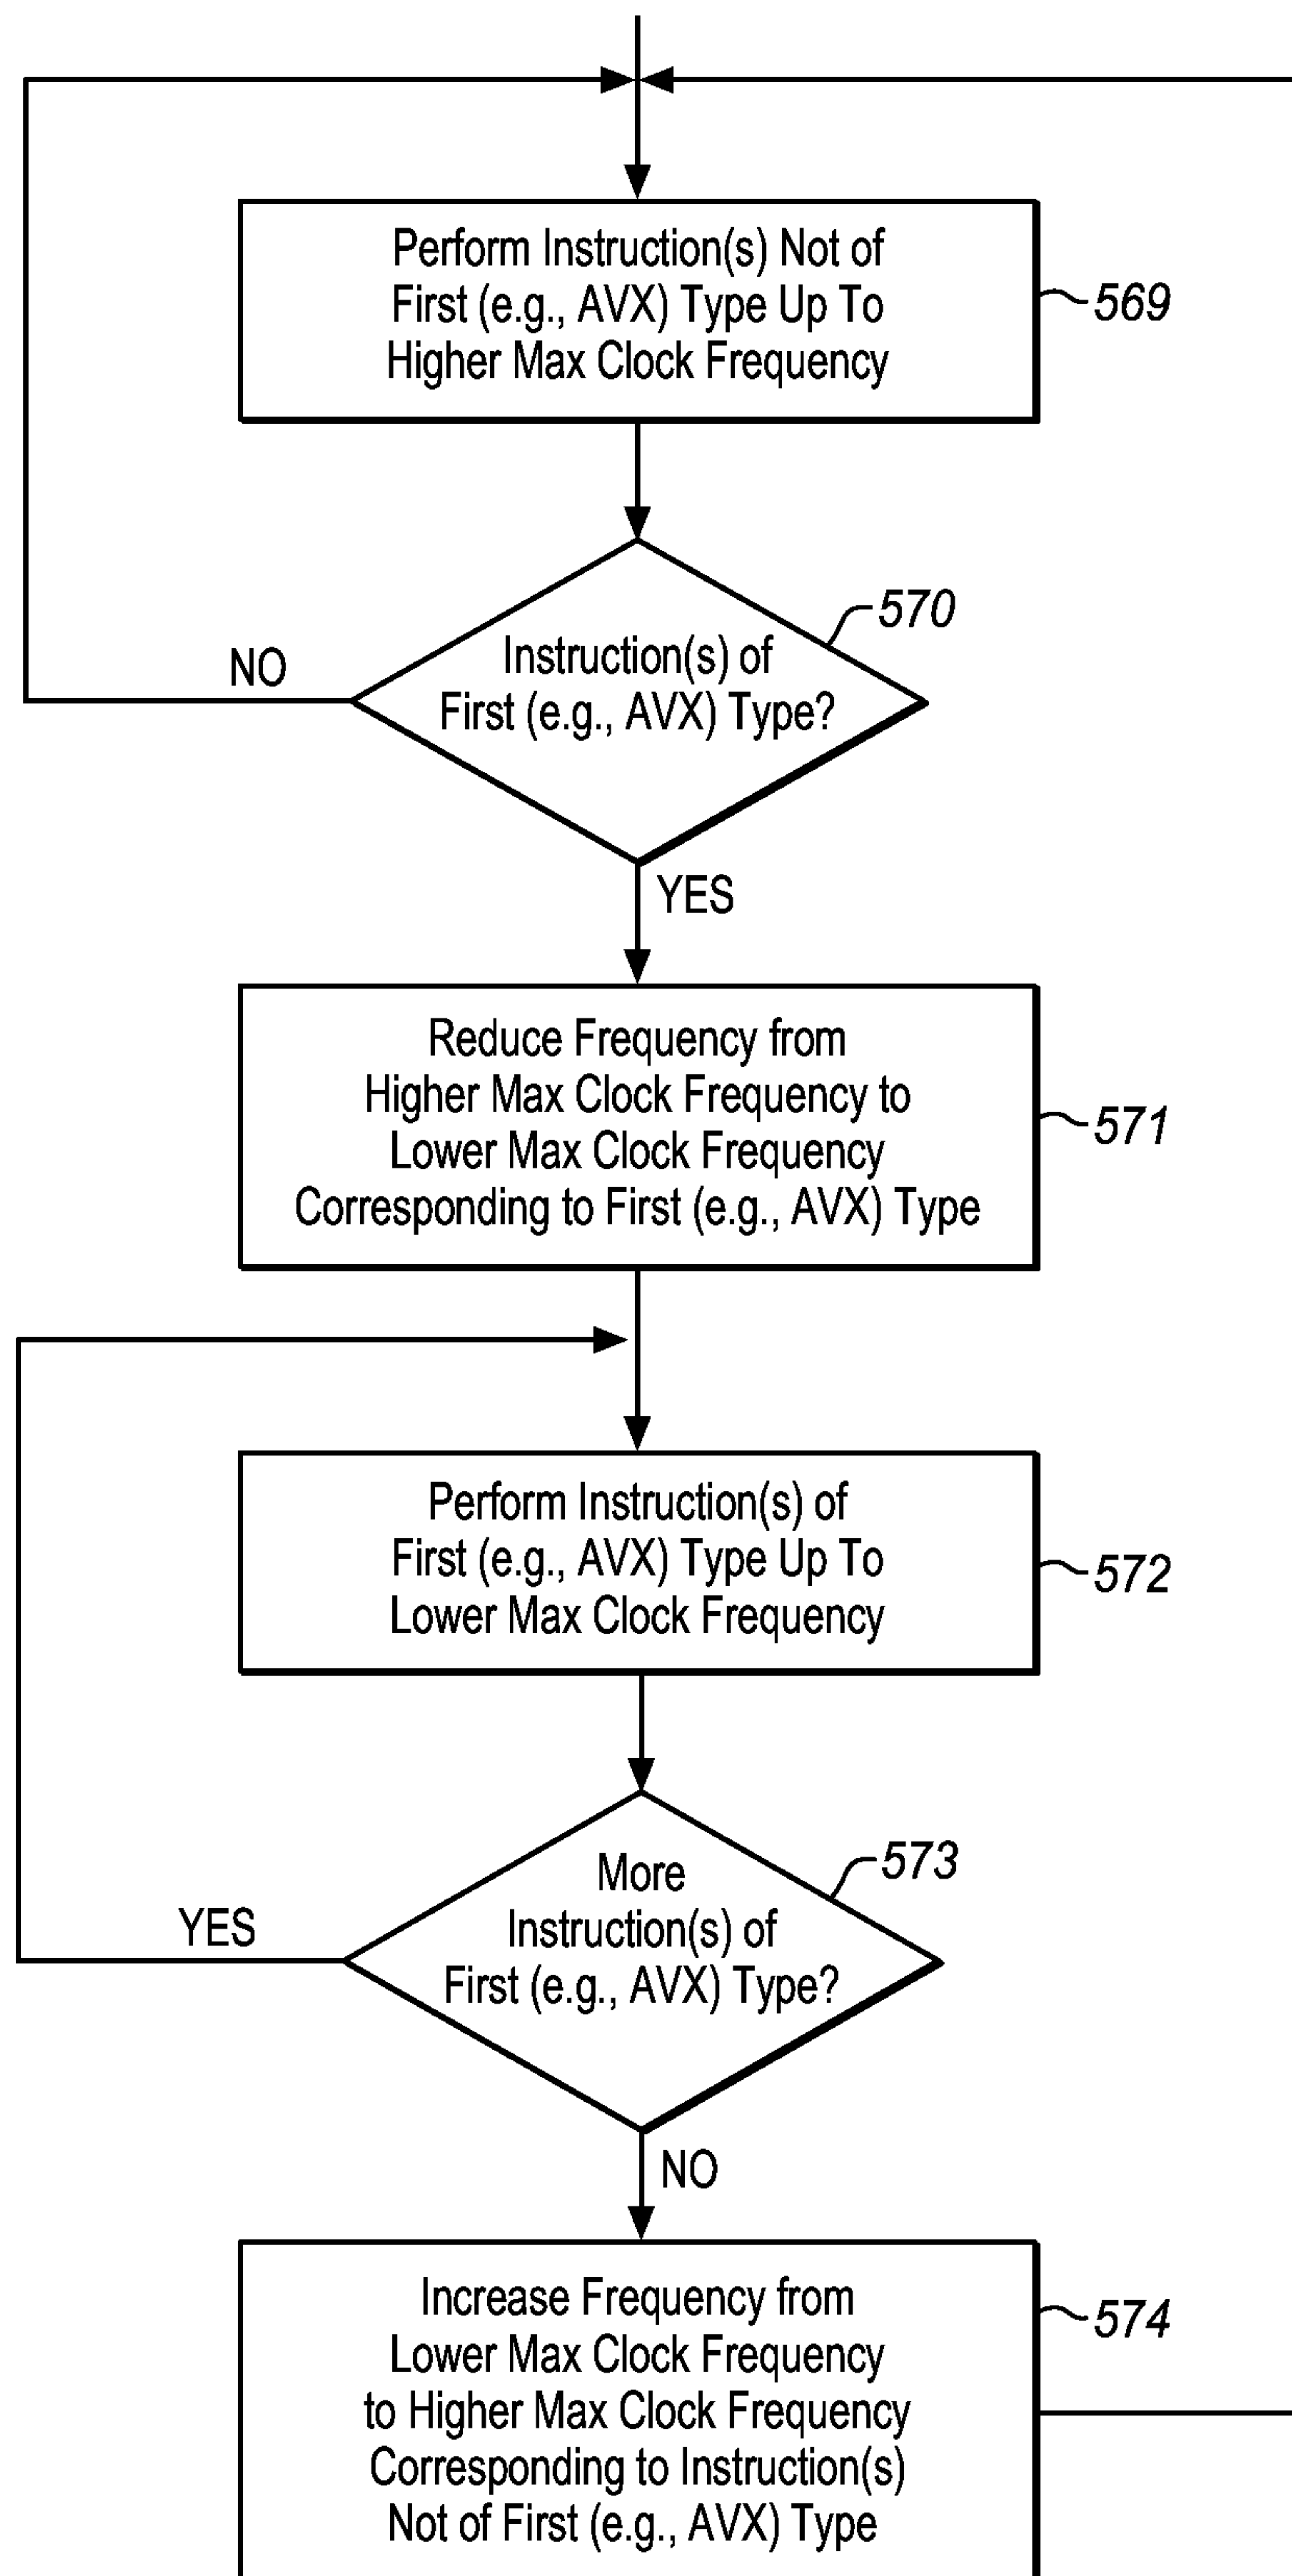 Perform Instruction(s) Not of
First (e.g., AVX) Type Up To
Higher Max Clock Frequency
569
570
Instruction(s) of
First (e.g., AVX) Type?
NO
YES
Reduce Frequency from
Higher Max Clock Frequency to
Lower Max Clock Frequency
Corresponding to First (e.g., AVX) Type
571
Perform Instruction(s) of
First (e.g., AVX) Type Up To
Lower Max Clock Frequency
572
573
More
Instruction(s) of
First (e.g., AVX) Type?
YES
NO
Increase Frequency from
Lower Max Clock Frequency
to Higher Max Clock Frequency
Corresponding to Instruction(s)
Not of First (e.g., AVX) Type
574